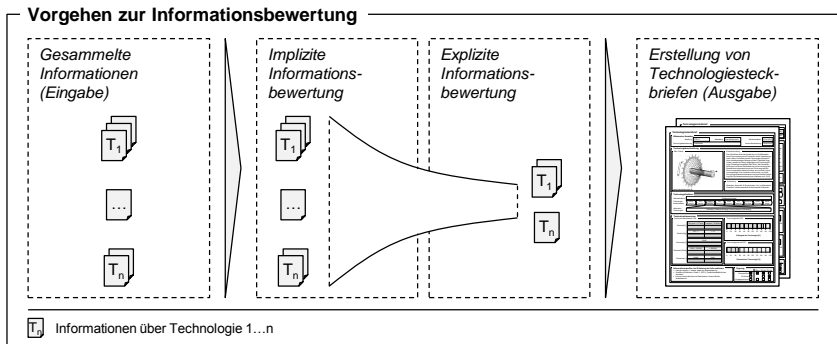 Vorgehen zur Informationsbewertung
Gesammelte
Informationen
(Eingabe)
T1
…
Tn
Implizite
Informations-
bewertung
T1
…
Tn
Explizite
Informations-
bewertung
T1
Tn
Erstellung von
Technologiesteck-
briefen (Ausgabe)
Tn Informationen über Technologie 1…n